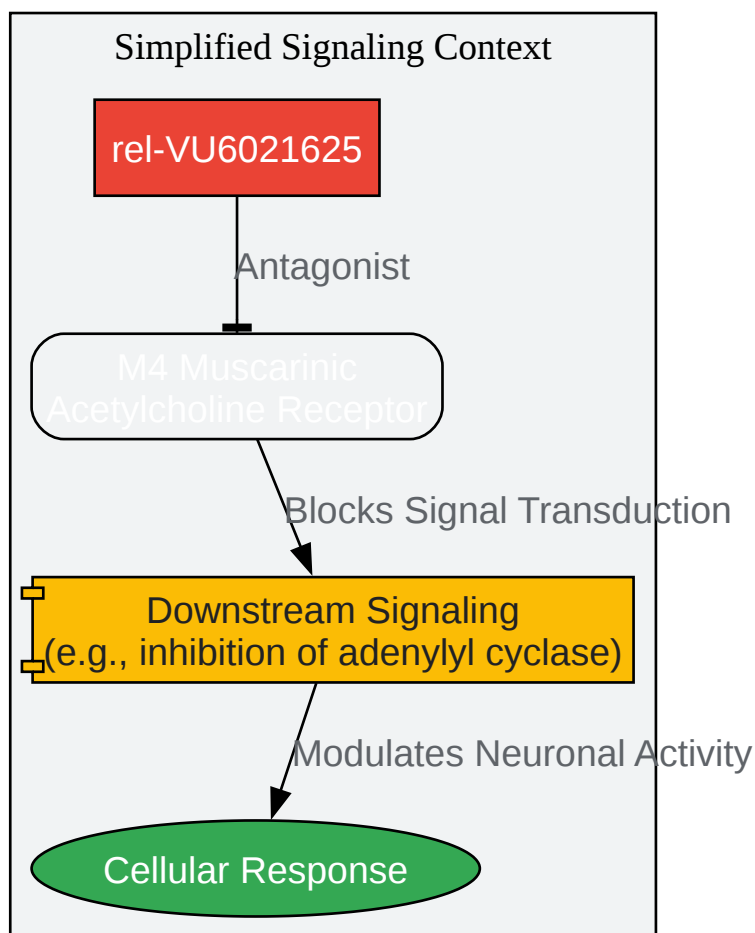 Simplified Signaling Context
rel-VU6021625
Antagonist
M4 Muscarinic
Acetylcholine Receptor
Blocks Signal Transduction
Downstream Signaling
(e.g., inhibition of adenylyl cyclase)
Modulates Neuronal Activity
Cellular Response